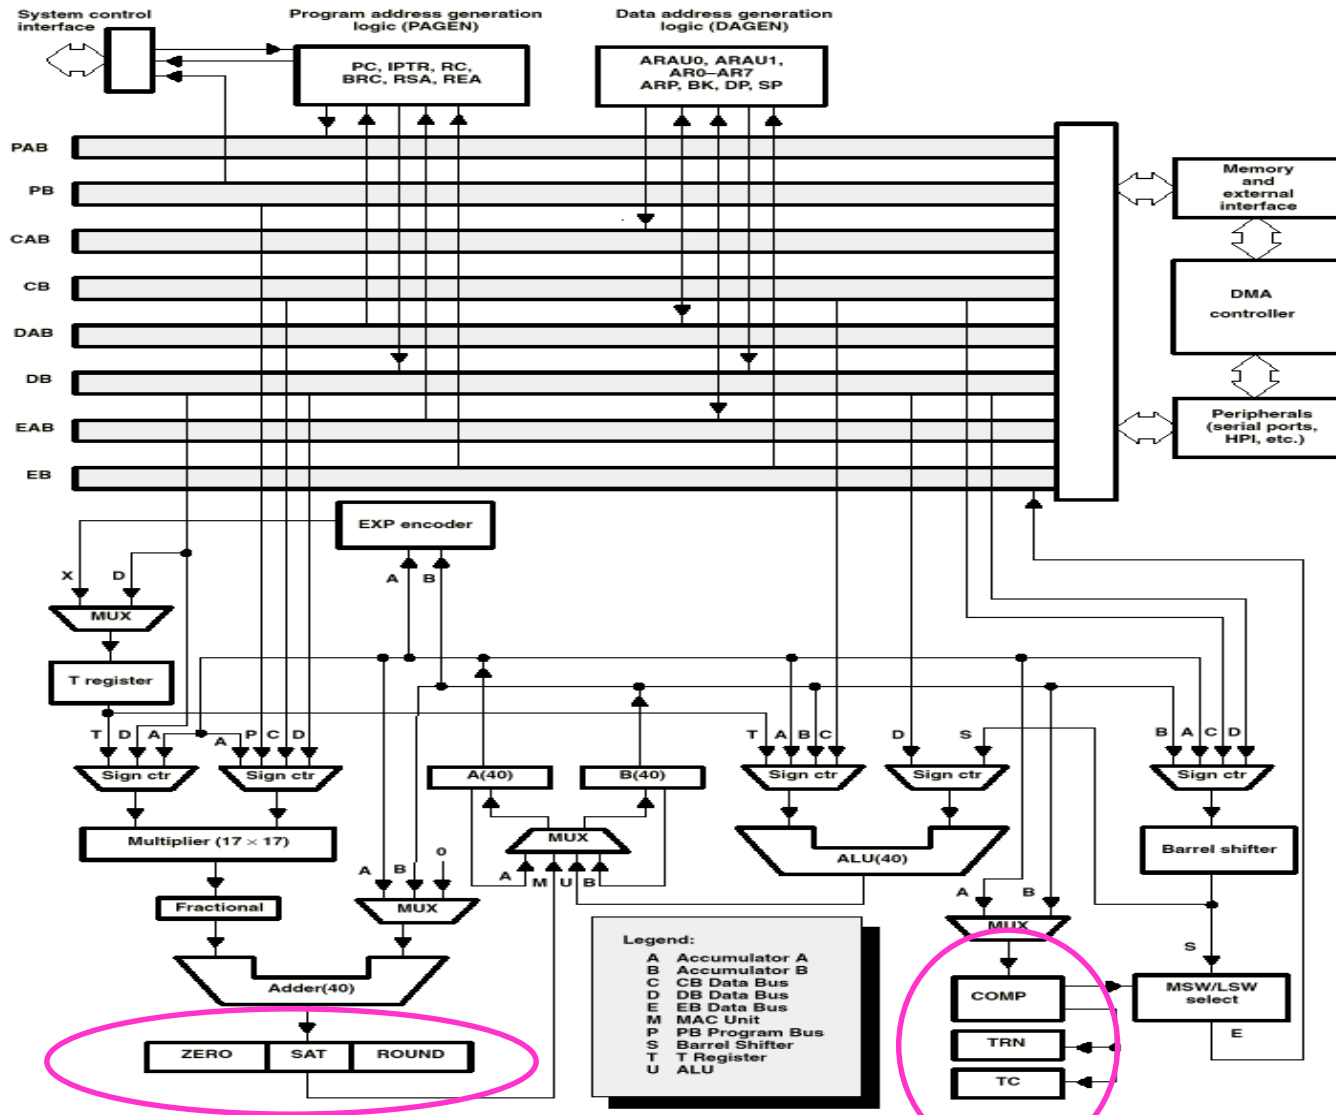 System control
interface
Program address generation
logic (PAGEN)
Data address generation
logic (DAGEN)
PC, IPTR, RC,
BRC, RSA, REA
ARAU0, ARAU1,
AR0–AR7
ARP, BK, DP, SP
PAB
PB
CAB
CB
DAB
DB
EAB
EB
Memory
and
external
interface
DMA
controller
Peripherals
(serial ports,
HPI, etc.)
EXP encoder
A B
X D
MUX
T register
T D A
A P C D
T A B C
D S
B A C D
Sign ctr
Sign ctr
A(40)
B(40)
Sign ctr
Sign ctr
Sign ctr
Multiplier (17 × 17)
MUX
ALU(40)
Barrel shifter
A B 0
A M U B
A B
Fractional
MUX
MUX
S
Adder(40)
COMP
MSW/LSW
select
E
ZERO SAT ROUND
TRN
TC
Legend:
A Accumulator A
B Accumulator B
C CB Data Bus
D DB Data Bus
E EB Data Bus
M MAC Unit
P PB Program Bus
S Barrel Shifter
T T Register
U ALU